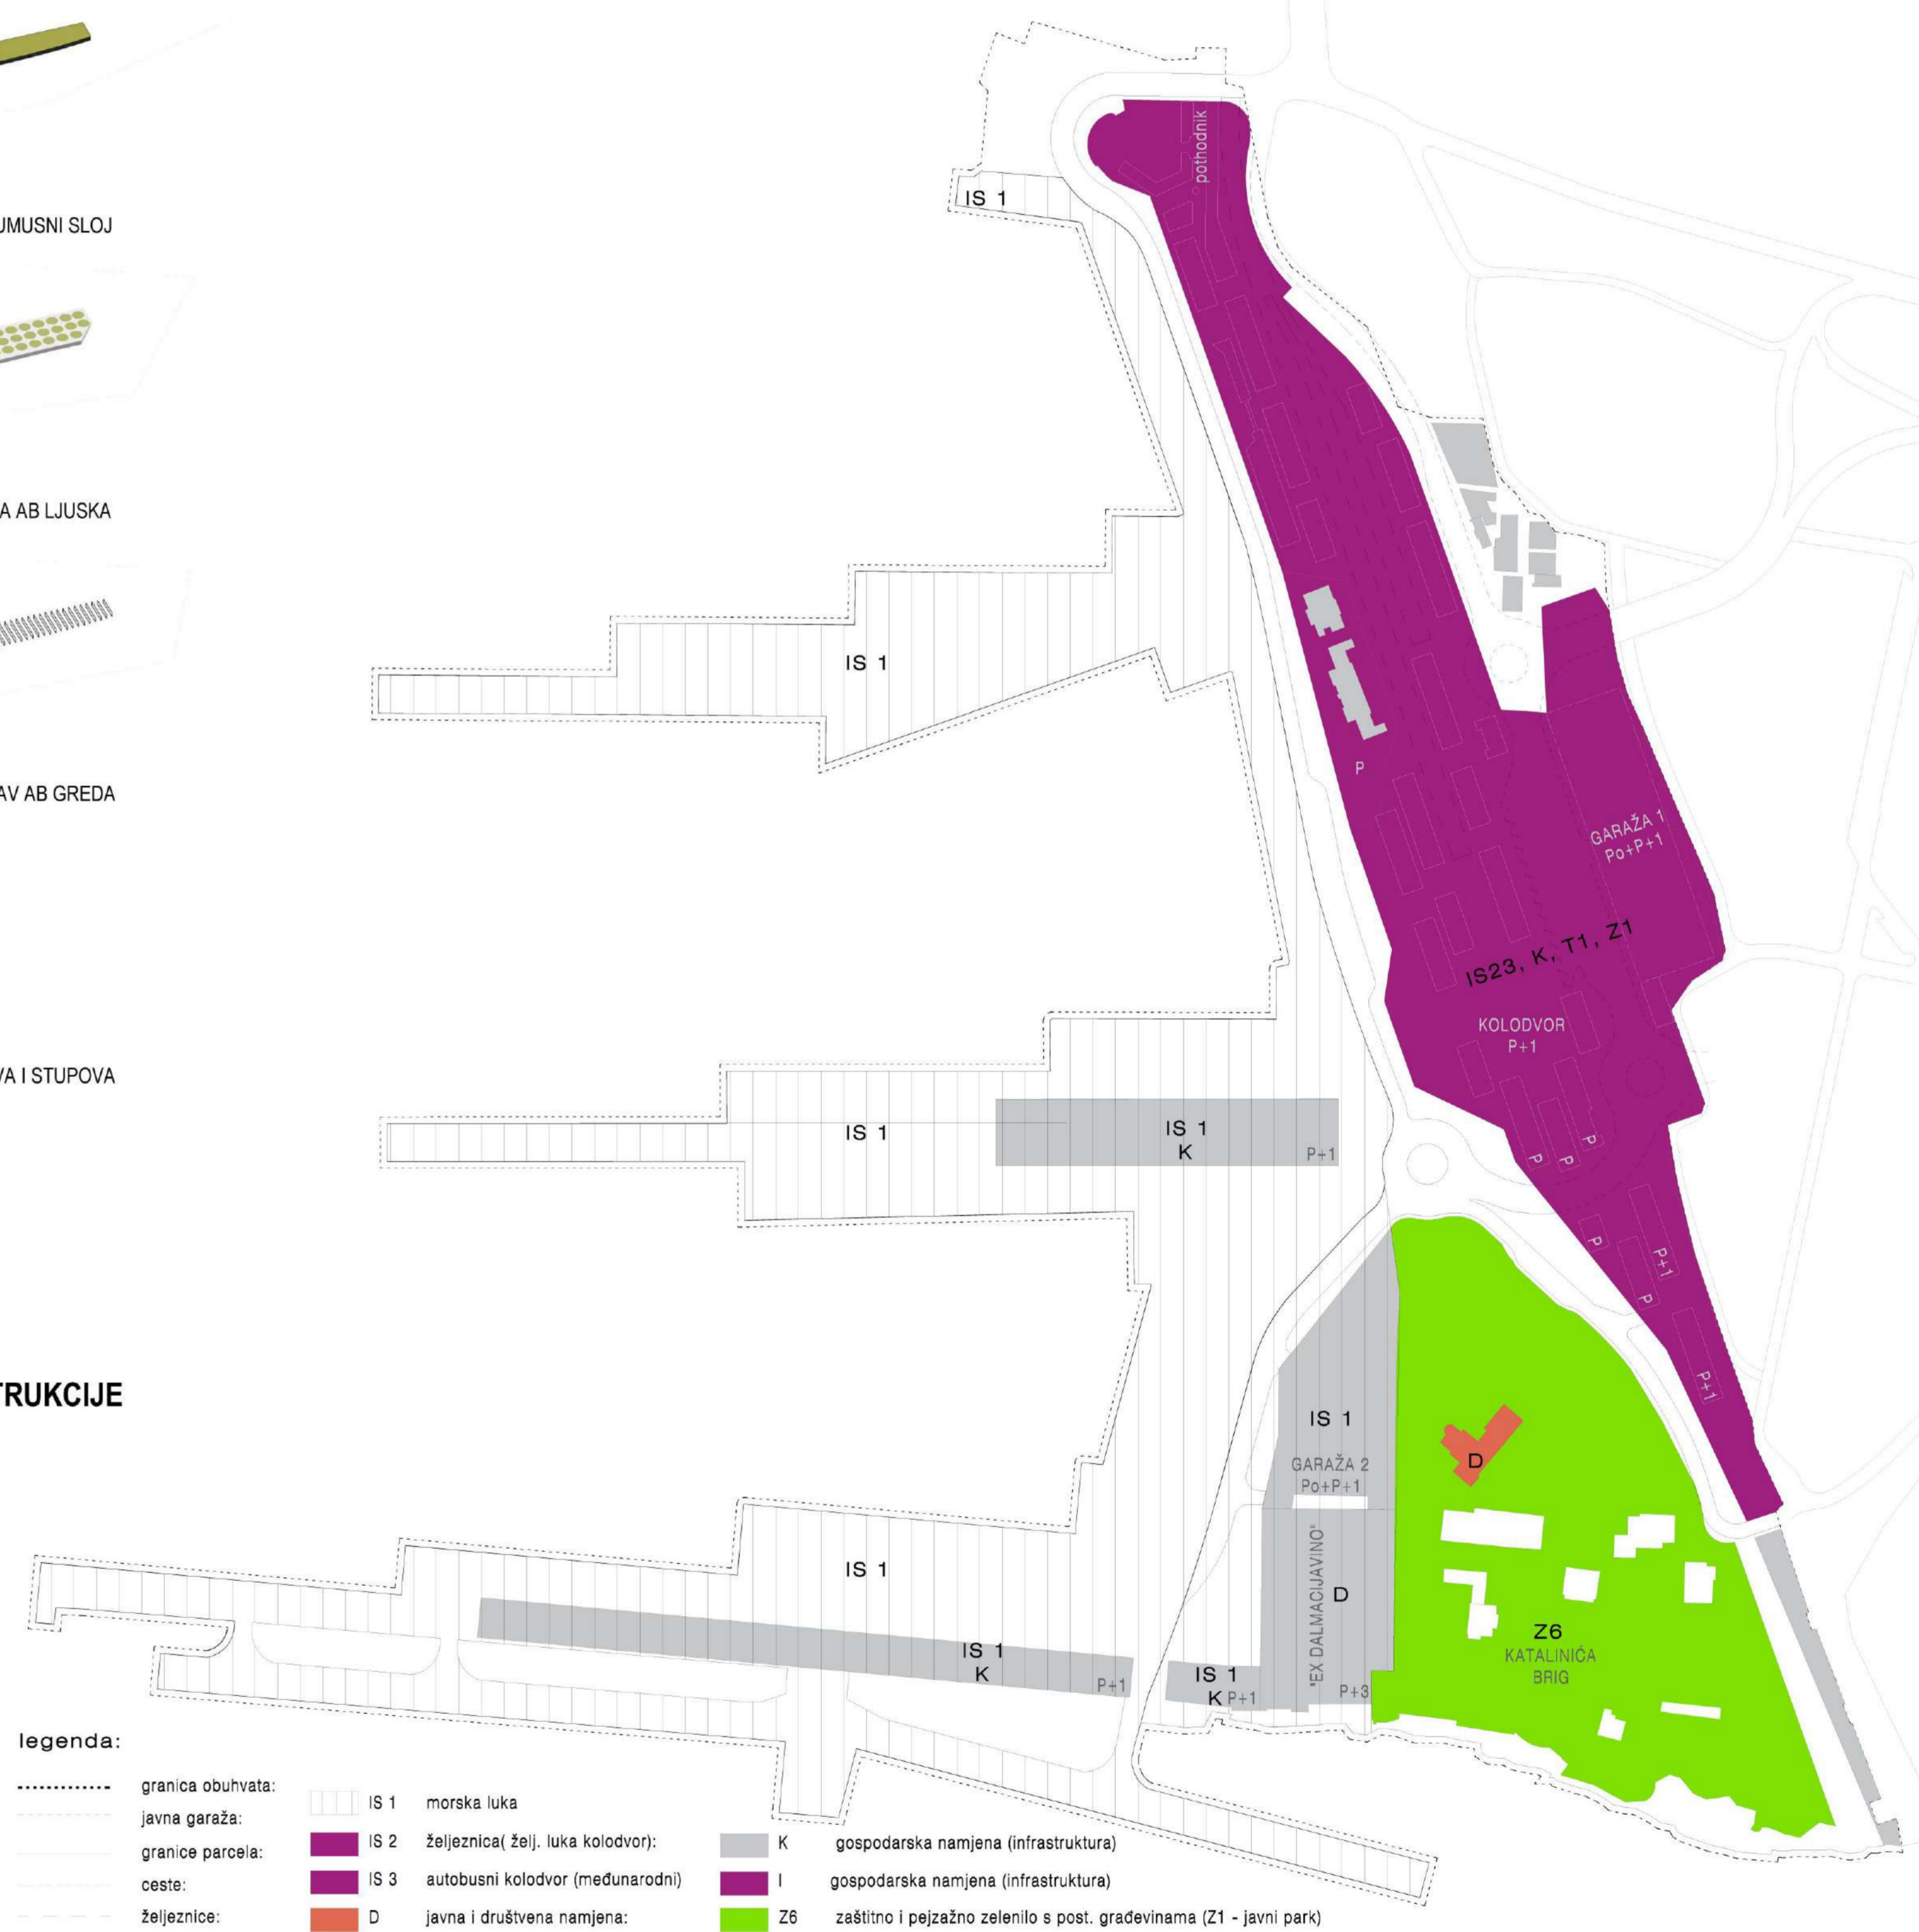 UMUSNI SLOJ
A AB LJUSKA
AV AB GREDA
VA I STUPOVA
TRUKCIJE
pothodnik
IS 1
IS 1
P
GARAŽA 1
Po+P+1
IS23, K, T1, Z1
KOLODVOR
P+1
IS 1
IS 1
K
P+1
P
P
P
P
P+1
P
P+1
IS 1
GARAŽA 2
Po+P+1
D
"EX DALMACIJAVINO"
D
P+3
IS 1
IS 1
K
P+1
IS 1
K P+1
Z6
KATALINIĆA
BRIG
legenda:
granica obuhvata:
javna garaža:
granice parcela:
ceste:
željeznice:
IS 1 morska luka
IS 2 željeznica( želj. luka kolodvor):
IS 3 autobusni kolodvor (međunarodni)
D javna i društvena namjena:
K gospodarska namjena (infrastruktura)
I gospodarska namjena (infrastruktura)
Z6 zaštitno i pejzažno zelenilo s post. građevinama (Z1 - javni park)